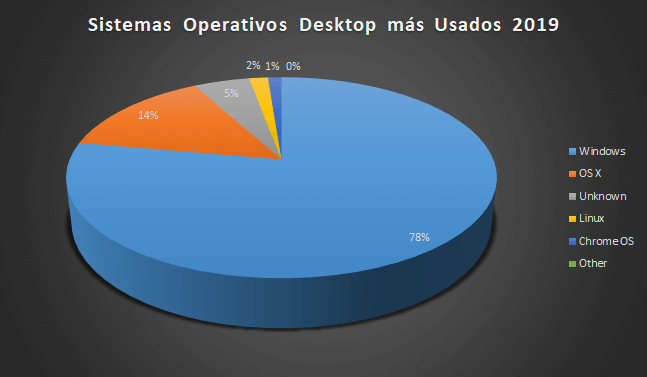 Sistemas Operativos Desktop más Usados 2019
2% 1% 0%
5%
14%
78%
Windows
OS X
Unknown
Linux
Chrome OS
Other